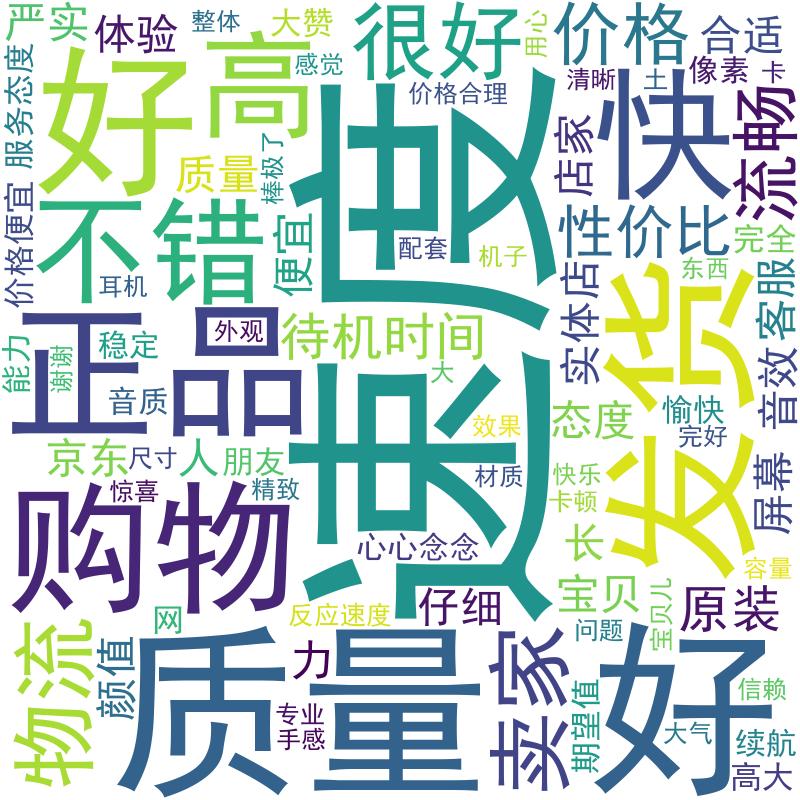 严实
体验
整体
大赞
感觉
很好
用心
价格
合适
服务态度
好
高
价格合理
清晰
土
像素
卡
质量
棒极了
速度
快
店家
流畅
价格便宜
不错
便宜
配套
机子
性价比
完全
耳机
东西
实体店
客服
正品
外观
待机时间
能力
谢谢
稳定
音质
大
发货
音效
京东
尺寸
人
朋友
效果
态度
愉快
完好
惊喜
精致
材质
快乐
卡顿
屏幕
购物
心心念念
长
容量
物流
网
反应速度
仔细
宝贝
宝贝儿
原装
颜值
质量好
力
卖家
问题
专业
手感
期望值
信赖
大气
续航
高大